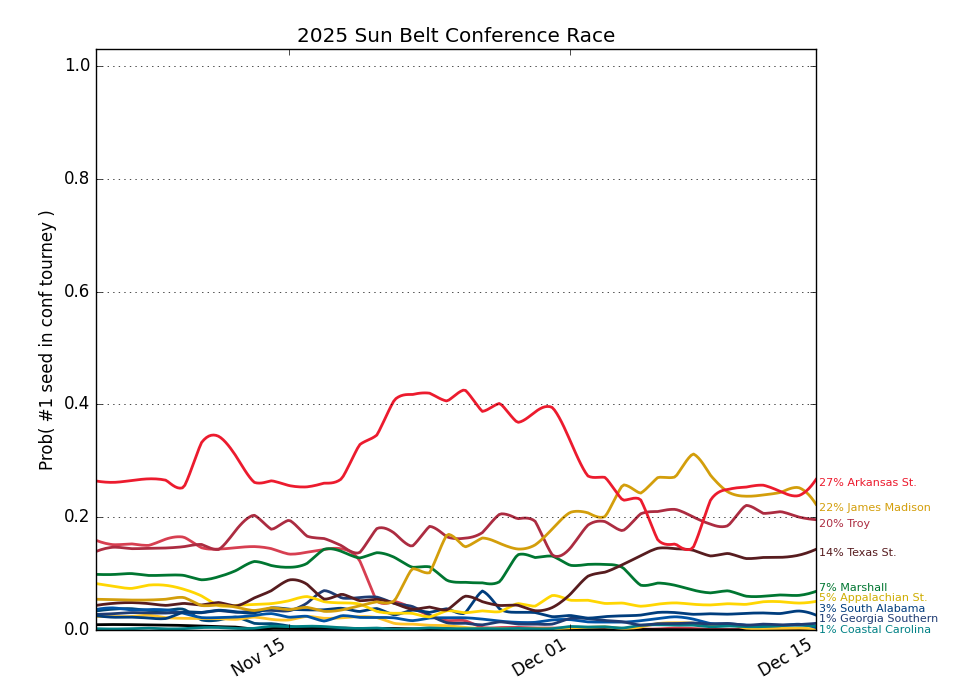 2025 Sun Belt Conference Race
Prob( #1 seed in conf tourney )
1.0
0.8
0.6
0.4
0.2
0.0
Nov 15
Dec 01
Dec 15
27% Arkansas St.
22% James Madison
20% Troy
14% Texas St.
7% Marshall
5% Appalachian St.
3% South Alabama
1% Georgia Southern
1% Coastal Carolina